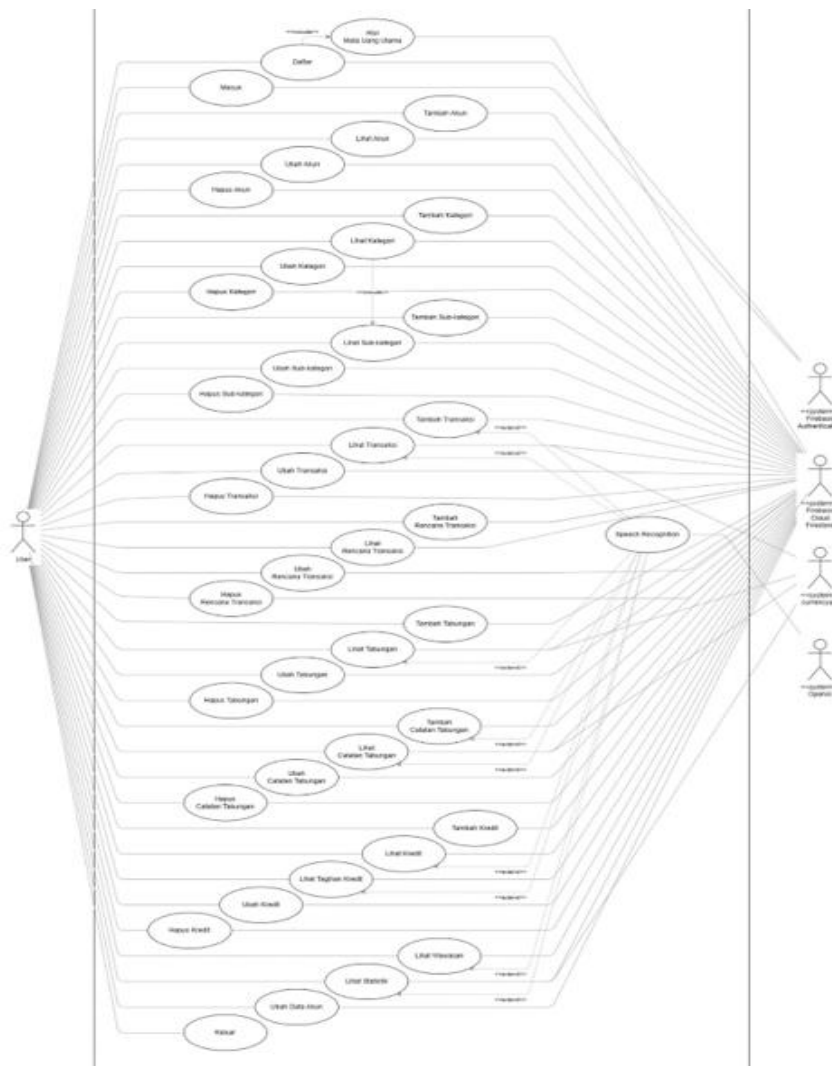 Atur
Mata Uang Utama
Daftar
Masuk
Tambah Akun
Lihat Akun
Ubah Akun
Hapus Akun
Tambah Kategori
Lihat Kategori
Ubah Kategori
Hapus Kategori
Tambah Sub-kategori
Lihat Sub-kategori
Ubah Sub-kategori
Hapus Sub-kategori
Tambah Transaksi
Lihat Transaksi
Ubah Transaksi
Hapus Transaksi
Tambah
Rencana Transaksi
Lihat
Rencana Transaksi
Ubah
Rencana Transaksi
Hapus
Rencana Transaksi
Speech Recognition
Tambah Tabungan
Lihat Tabungan
Ubah Tabungan
Hapus Tabungan
Tambah
Catatan Tabungan
Lihat
Catatan Tabungan
Ubah
Catatan Tabungan
Hapus
Catatan Tabungan
Tambah Kredit
Lihat Kredit
Lihat Tagihan Kredit
Ubah Kredit
Hapus Kredit
Lihat Wawasan
Lihat Statistik
Ubah Data Akun
Keluar
User
<<system
Firebase
Authenticat
<<system
Firebase
Cloud
Firestore
<<system
currencya
<<system
OpenAI